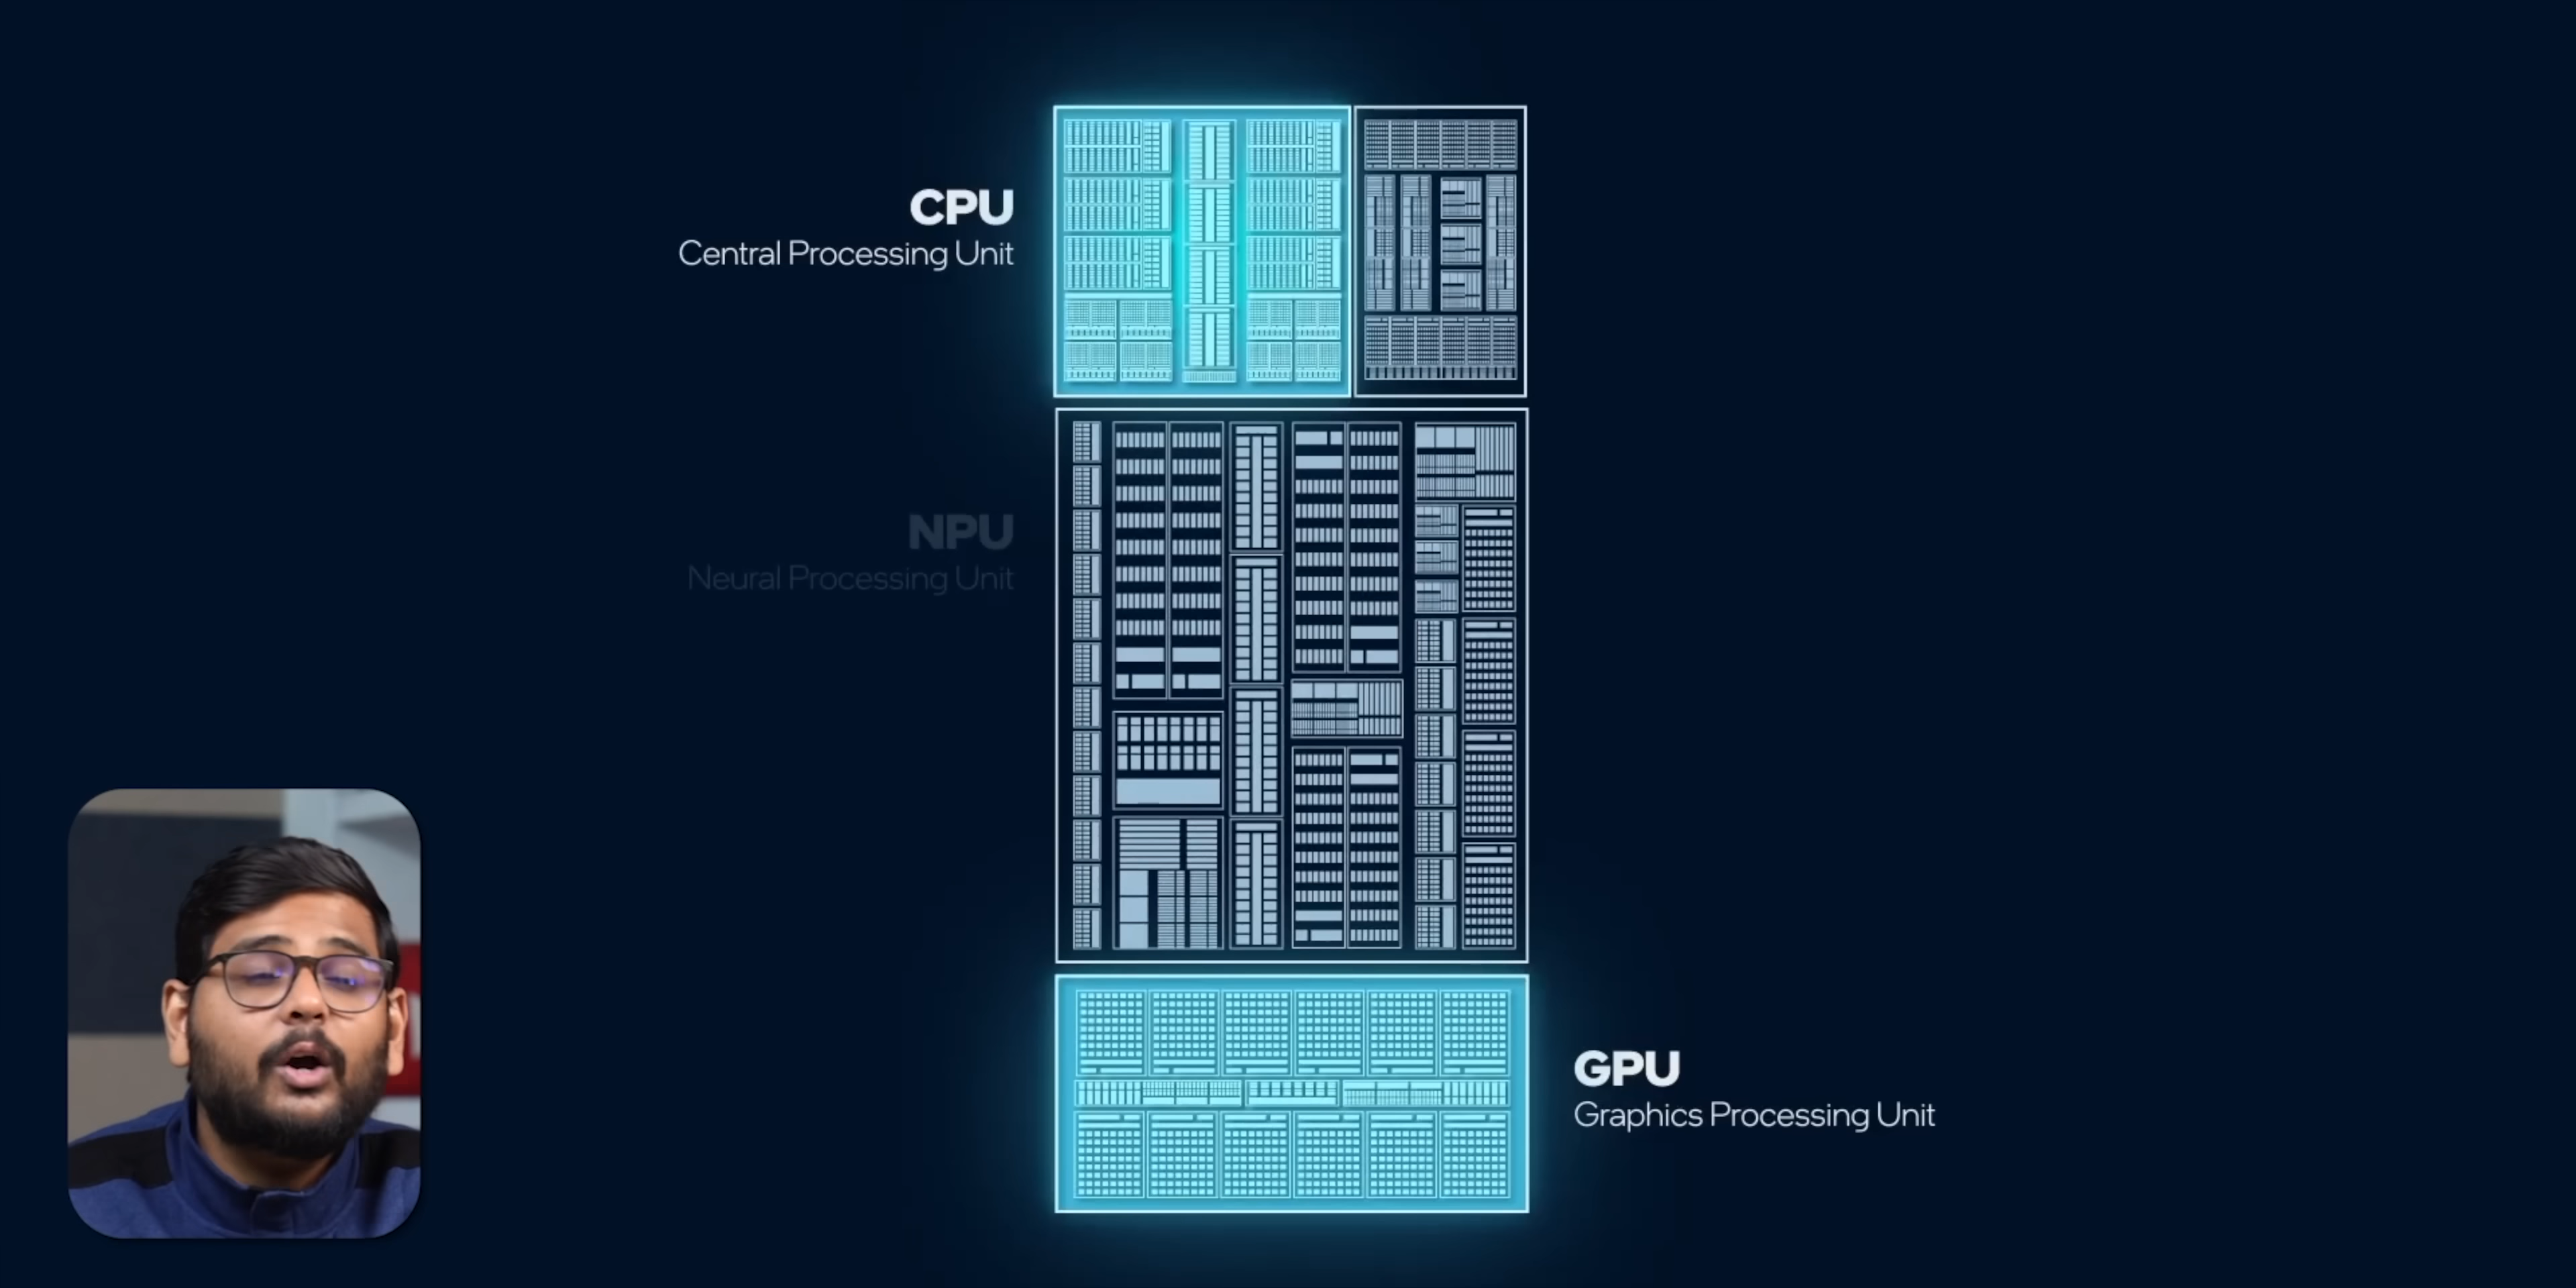 CPU
Central Processing Unit
NPU
Neural Processing Unit
GPU
Graphics Processing Unit